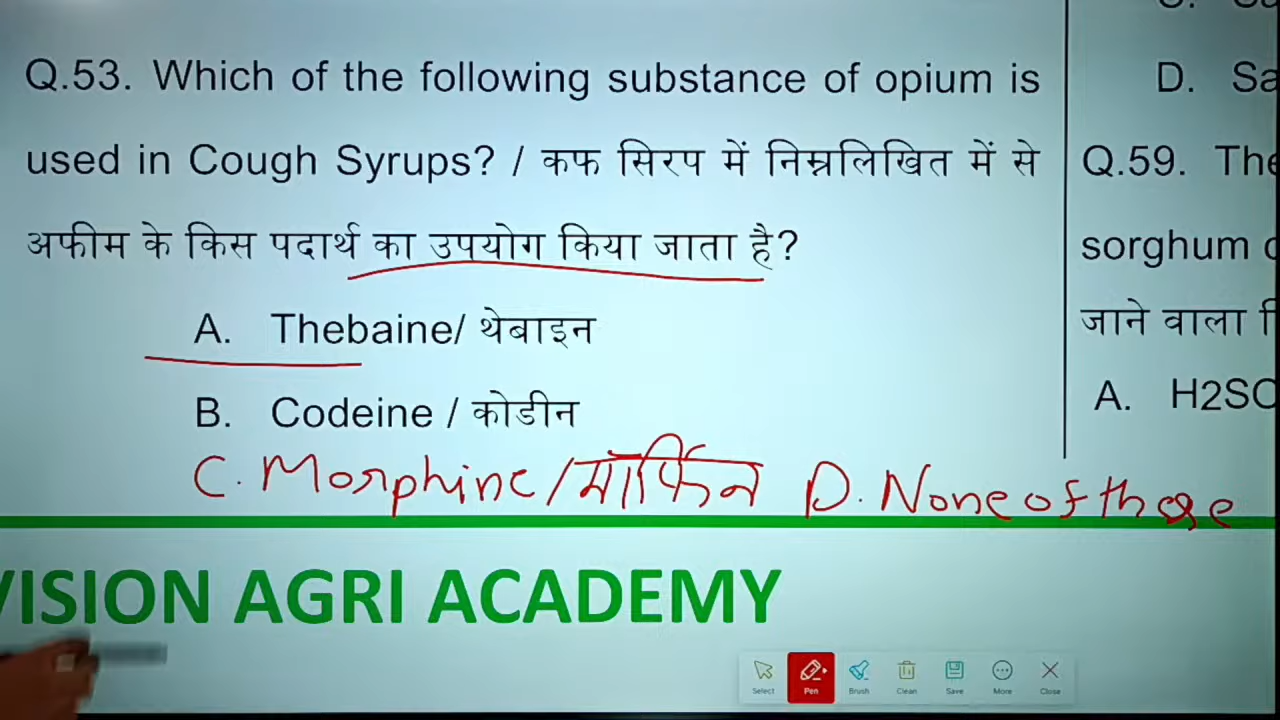 Q.53. Which of the following substance of opium is
used in Cough Syrups? / कफ सिरप में निम्नलिखित में से
अफीम के किस पदार्थ का उपयोग किया जाता है?
A. Thebaine/ थेबाइन
B. Codeine / कोडीन
C. Morphine/मॉर्फिन D. None of these
D. Sa
Q.59. The
sorghum
जाने वाला
A. H2SO
VISION AGRI ACADEMY
Select Pen Brush Clean Save More Close